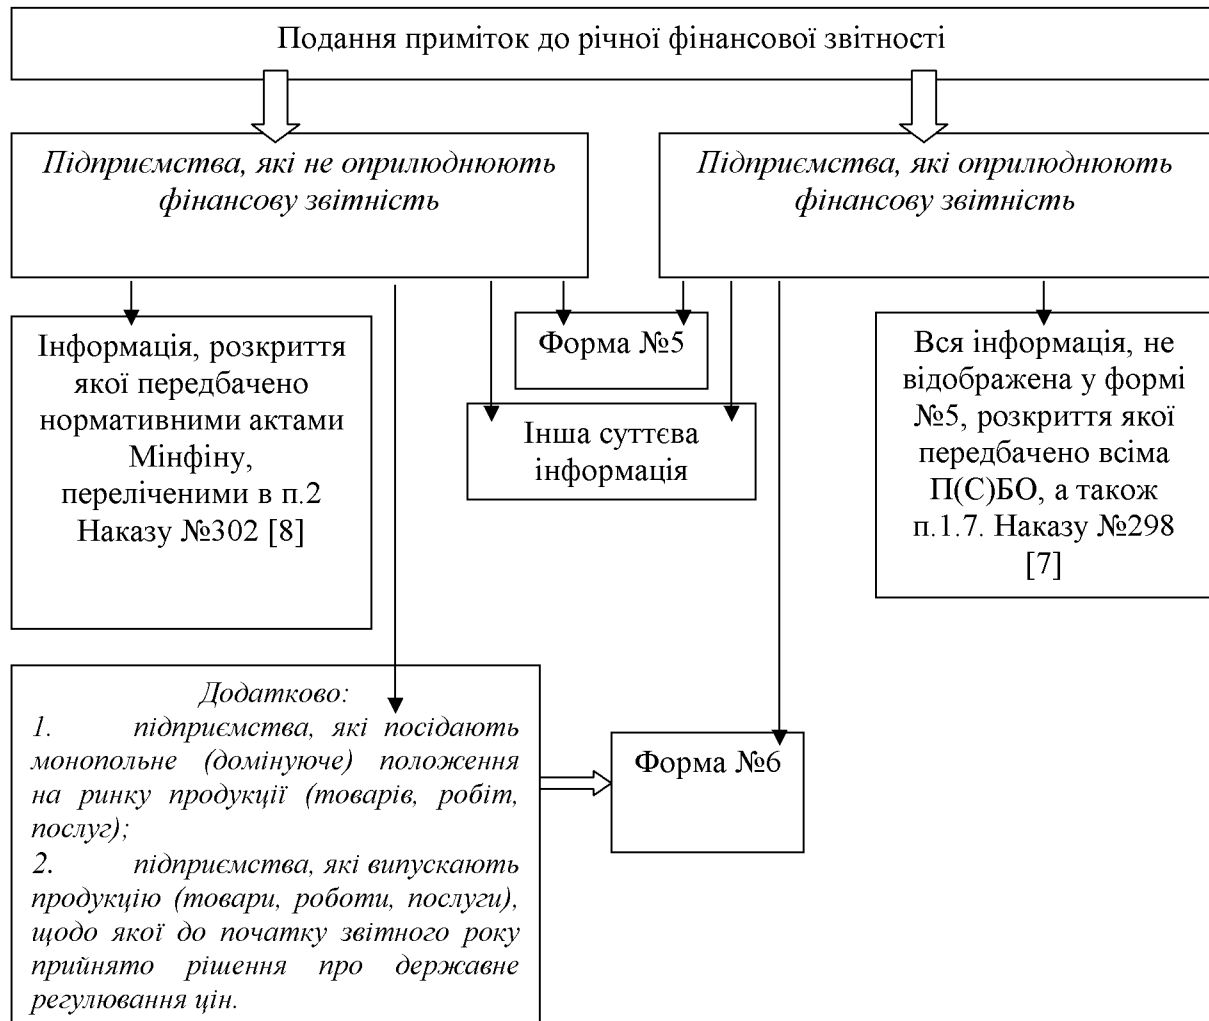 Подання приміток до річної фінансової звітності
Підприємства, які не оприлюднюють
фінансову звітність
Підприємства, які оприлюднюють
фінансову звітність
Інформація, розкриття
якої передбачено
нормативними актами
Мінфіну,
переліченими в п.2
Наказу №302 [8]
Форма №5
Інша суттєва
інформація
Вся інформація, не
відображена у формі
№5, розкриття якої
передбачено всіма
П(С)БО, а також
п.1.7. Наказу №298
[7]
Додатково:
1. підприємства, які посідають
монопольне (домінуюче) положення
на ринку продукції (товарів, робіт,
послуг);
2. підприємства, які випускають
продукцію (товари, роботи, послуги),
щодо якої до початку звітного року
прийнято рішення про державне
регулювання цін.
Форма №6